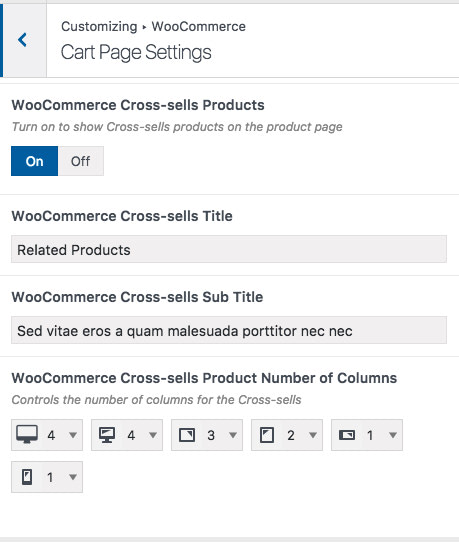 Customizing ▸ WooCommerce
Cart Page Settings
WooCommerce Cross-sells Products
Turn on to show Cross-sells products on the product page
On Off
WooCommerce Cross-sells Title
Related Products
WooCommerce Cross-sells Sub Title
Sed vitae eros a quam malesuada porttitor nec nec
WooCommerce Cross-sells Product Number of Columns
Controls the number of columns for the Cross-sells
4 4 3 2 1
1